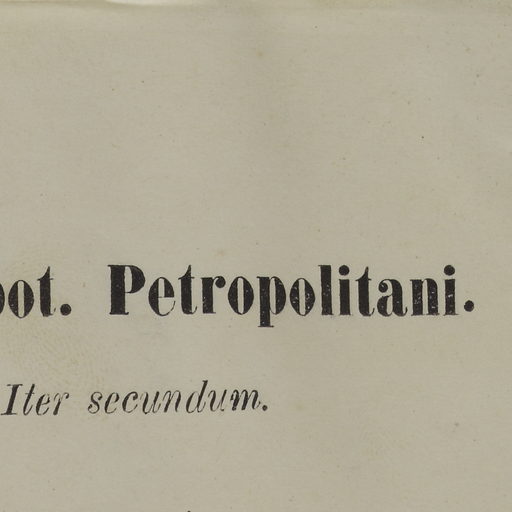 bot. Petropolitani.
Iter secundum.